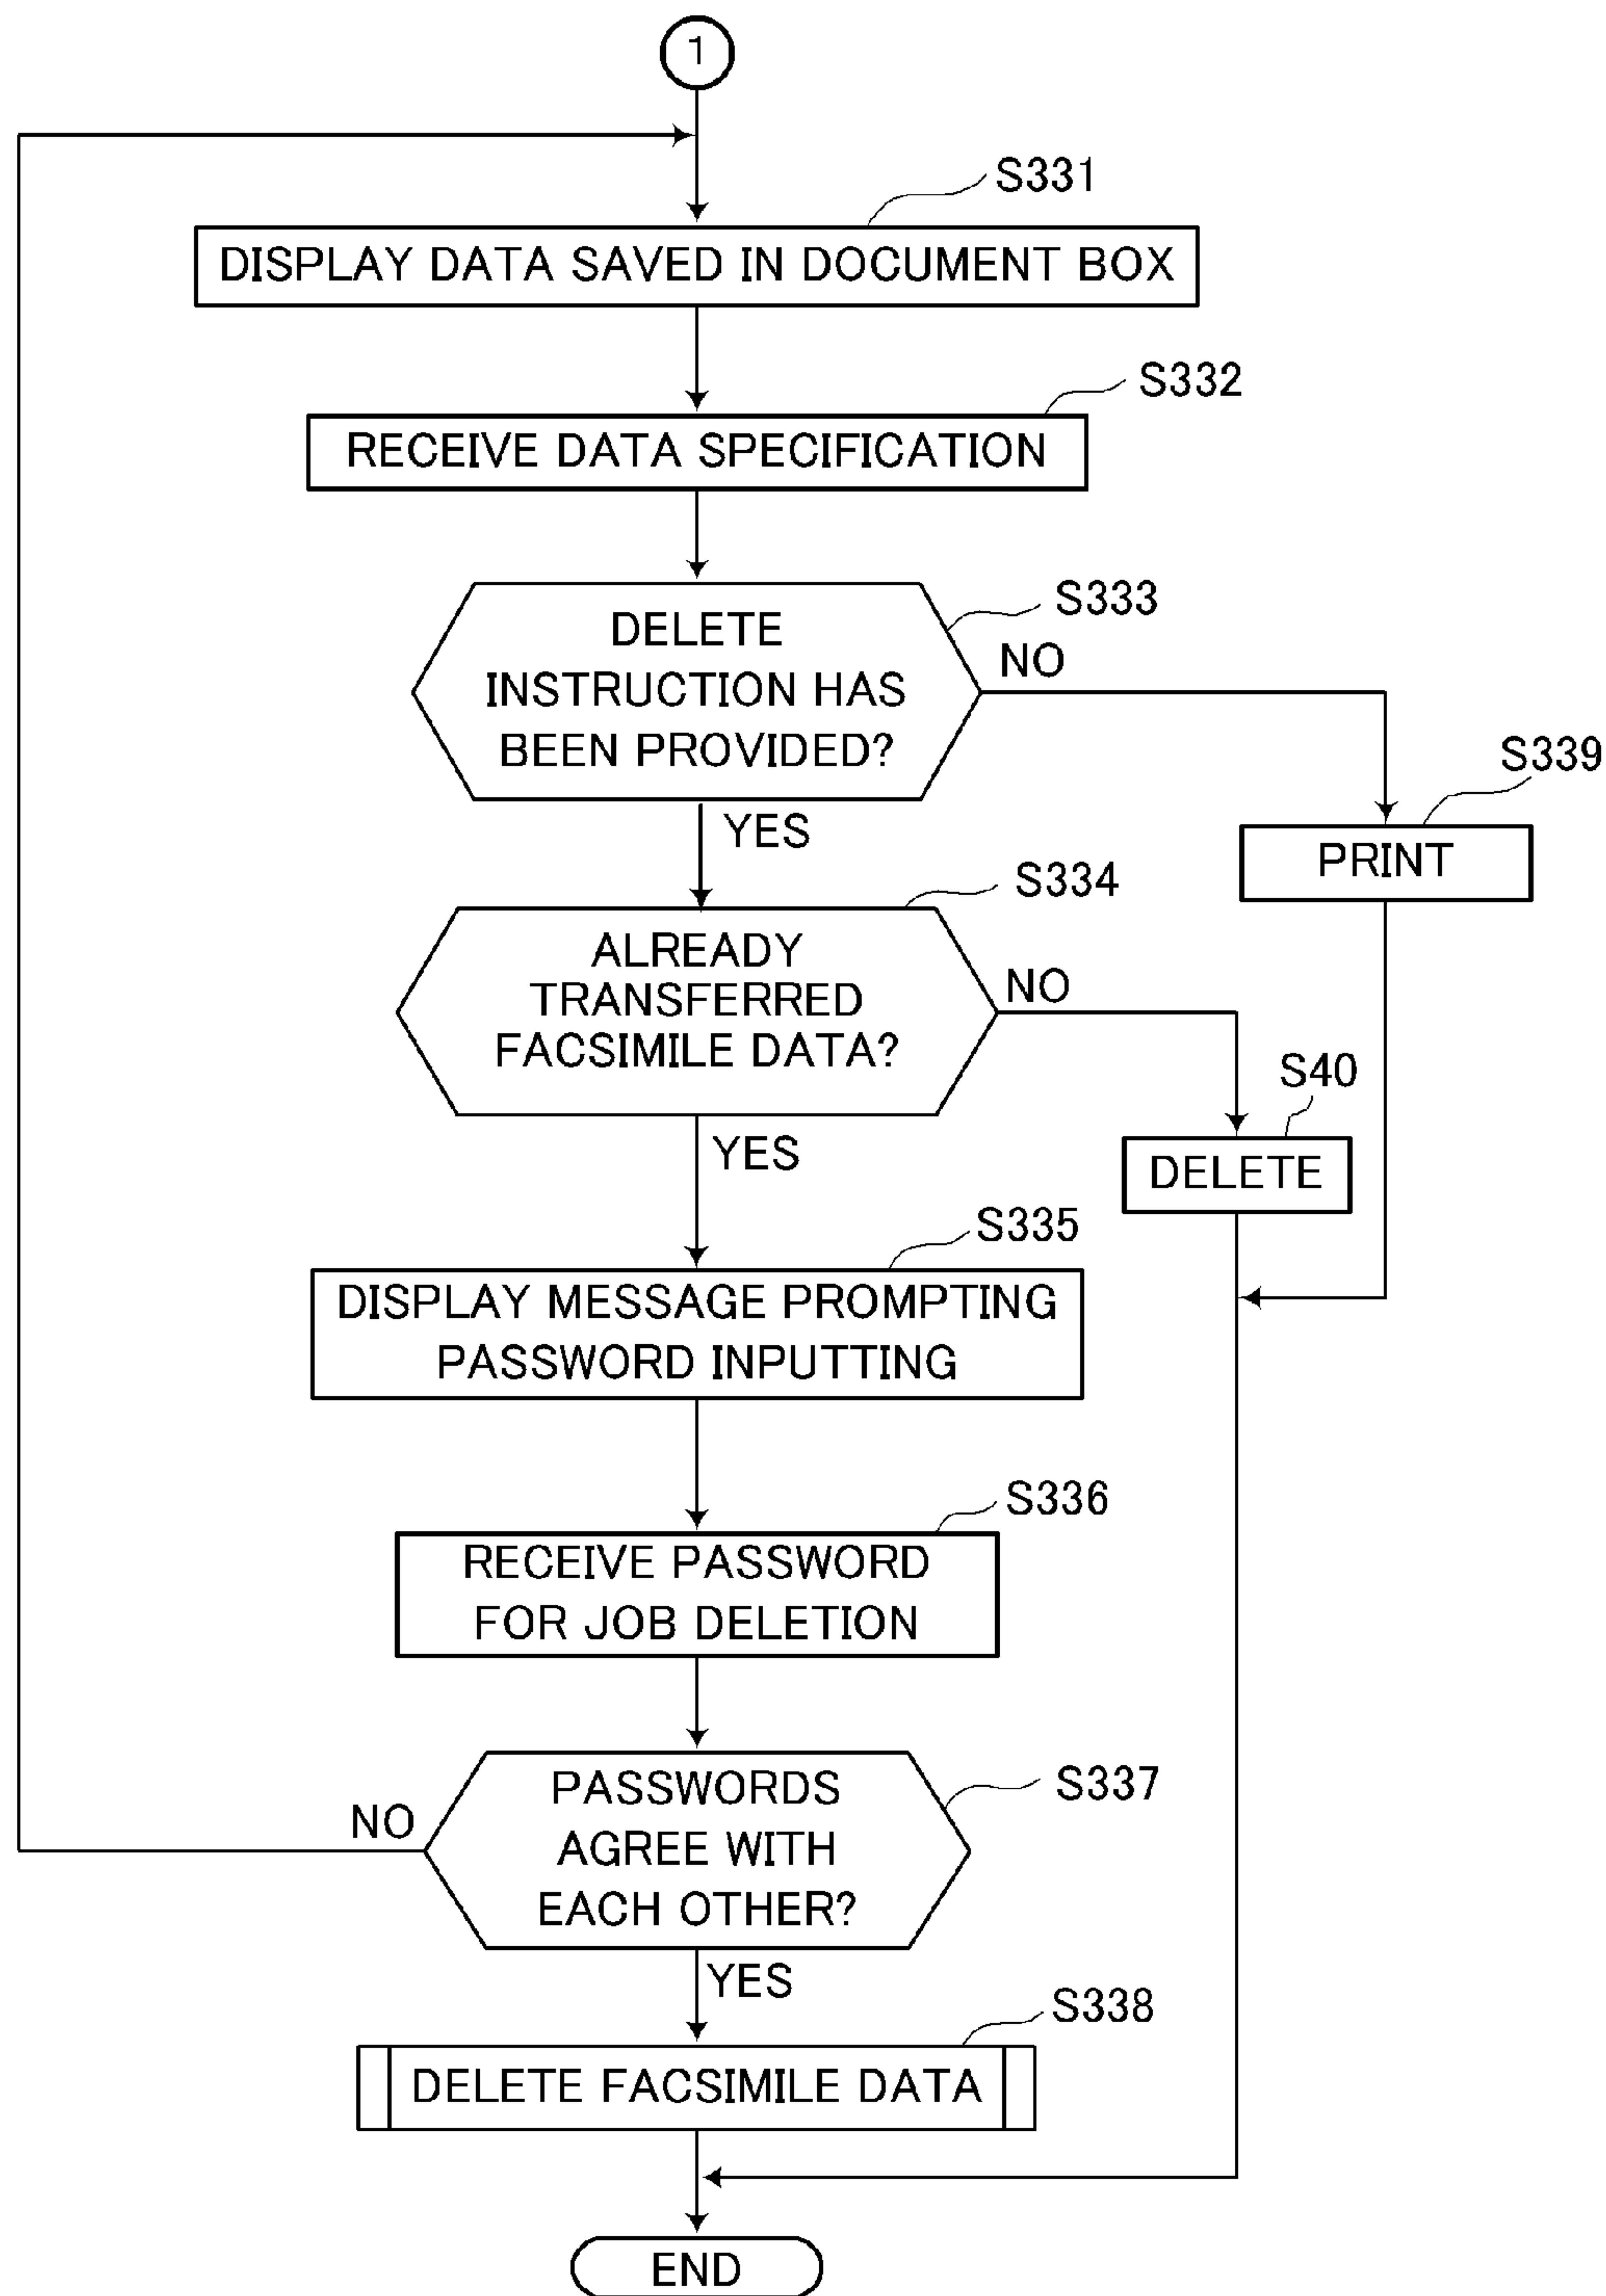 1
S331
DISPLAY DATA SAVED IN DOCUMENT BOX
S332
RECEIVE DATA SPECIFICATION
S333
DELETE
INSTRUCTION HAS
BEEN PROVIDED?
NO
YES
S339
PRINT
S334
ALREADY
TRANSFERRED
FACSIMILE DATA?
NO
YES
S40
DELETE
S335
DISPLAY MESSAGE PROMPTING
PASSWORD INPUTTING
S336
RECEIVE PASSWORD
FOR JOB DELETION
S337
PASSWORDS
AGREE WITH
EACH OTHER?
NO
YES
S338
DELETE FACSIMILE DATA
END